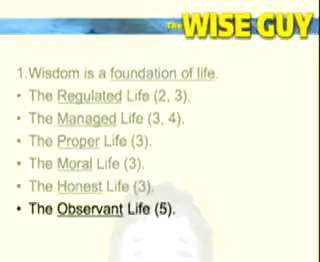 The WISE GUY
1.Wisdom is a foundation of life.
• The Regulated Life (2, 3).
• The Managed Life (3, 4).
• The Proper Life (3).
• The Moral Life (3).
• The Honest Life (3).
• The Observant Life (5).